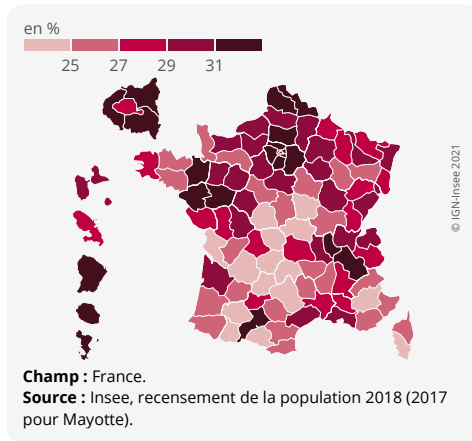 en %
25 27 29 31
© IGN-Insee 2021
Champ : France.
Source : Insee, recensement de la population 2018 (2017
pour Mayotte).